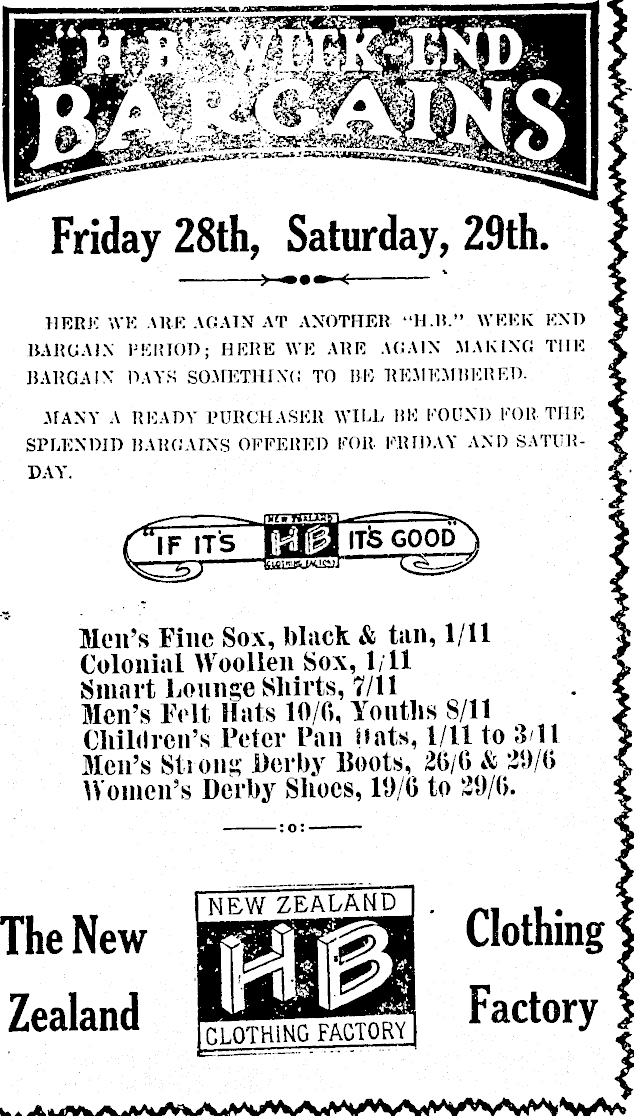 "H.B." WEEK-END
BARGAINS
Friday 28th, Saturday, 29th.
HERE WE ARE AGAIN AT ANOTHER "H.B." WEEK END
BARGAIN PERIOD; HERE WE ARE AGAIN MAKING THE
BARGAIN DAYS SOMETHING TO BE REMEMBERED.
MANY A READY PURCHASER WILL BE FOUND FOR THE
SPLENDID BARGAINS OFFERED FOR FRIDAY AND SATUR-
DAY.
NEW ZEALAND
"IF IT'S HB IT'S GOOD"
CLOTHING FACTORY
Men's Fine Sox, black & tan, 1/11
Colonial Woollen Sox, 1/11
Smart Lounge Shirts, 7/11
Men's Felt Hats 10/6, Youths 8/11
Children's Peter Pan Hats, 1/11 to 3/11
Men's Strong Derby Boots, 26/6 & 29/6
Women's Derby Shoes, 19/6 to 29/6.
:o:
The New
Zealand
NEW ZEALAND
HB
CLOTHING FACTORY
Clothing
Factory